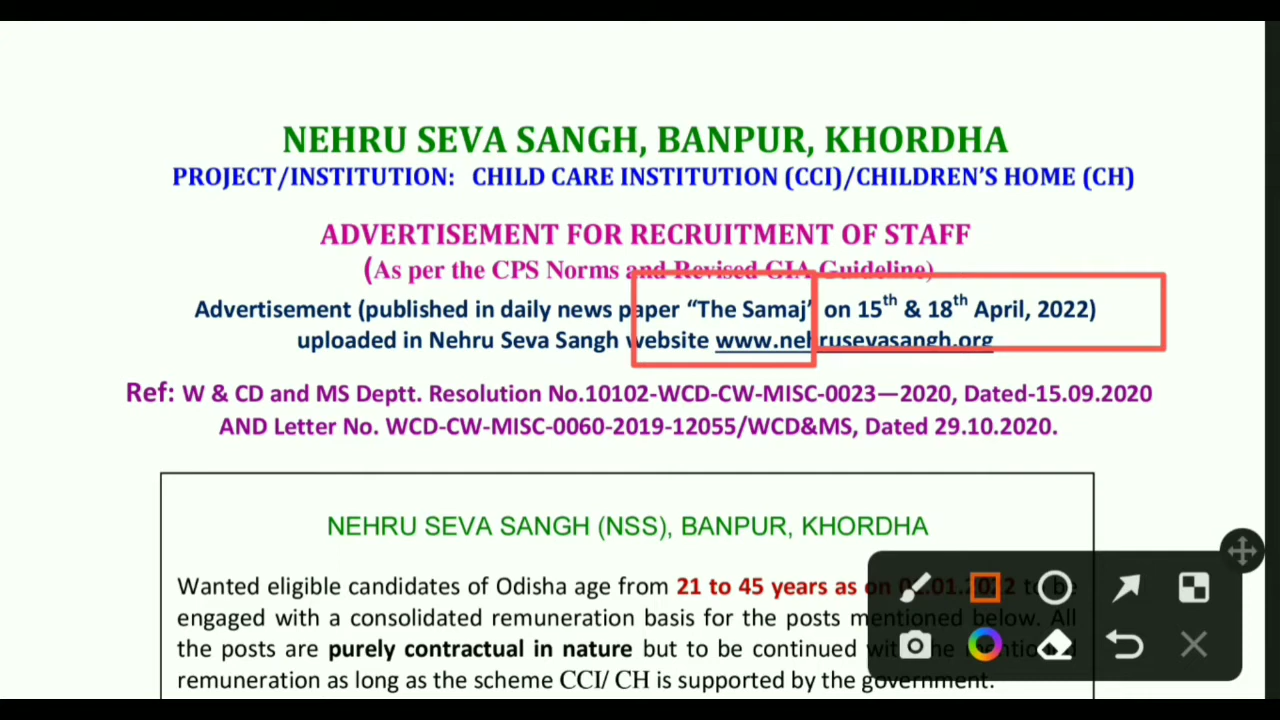 NEHRU SEVA SANGH, BANPUR, KHORDHA
PROJECT/INSTITUTION: CHILD CARE INSTITUTION (CCI)/CHILDREN'S HOME (CH)
ADVERTISEMENT FOR RECRUITMENT OF STAFF
(As per the CPS Norms and Revised GIA Guideline)
Advertisement (published in daily news paper “The Samaj” on 15th & 18th April, 2022)
uploaded in Nehru Seva Sangh website www.nehrusevasangh.org
Ref: W & CD and MS Deptt. Resolution No.10102-WCD-CW-MISC-0023—2020, Dated-15.09.2020
AND Letter No. WCD-CW-MISC-0060-2019-12055/WCD&MS, Dated 29.10.2020.
NEHRU SEVA SANGH (NSS), BANPUR, KHORDHA
Wanted eligible candidates of Odisha age from 21 to 45 years as on to be
engaged with a consolidated remuneration basis for the posts mentioned below. All
the posts are purely contractual in nature but to be continued
remuneration as long as the scheme CCI/ CH is supported by the government.